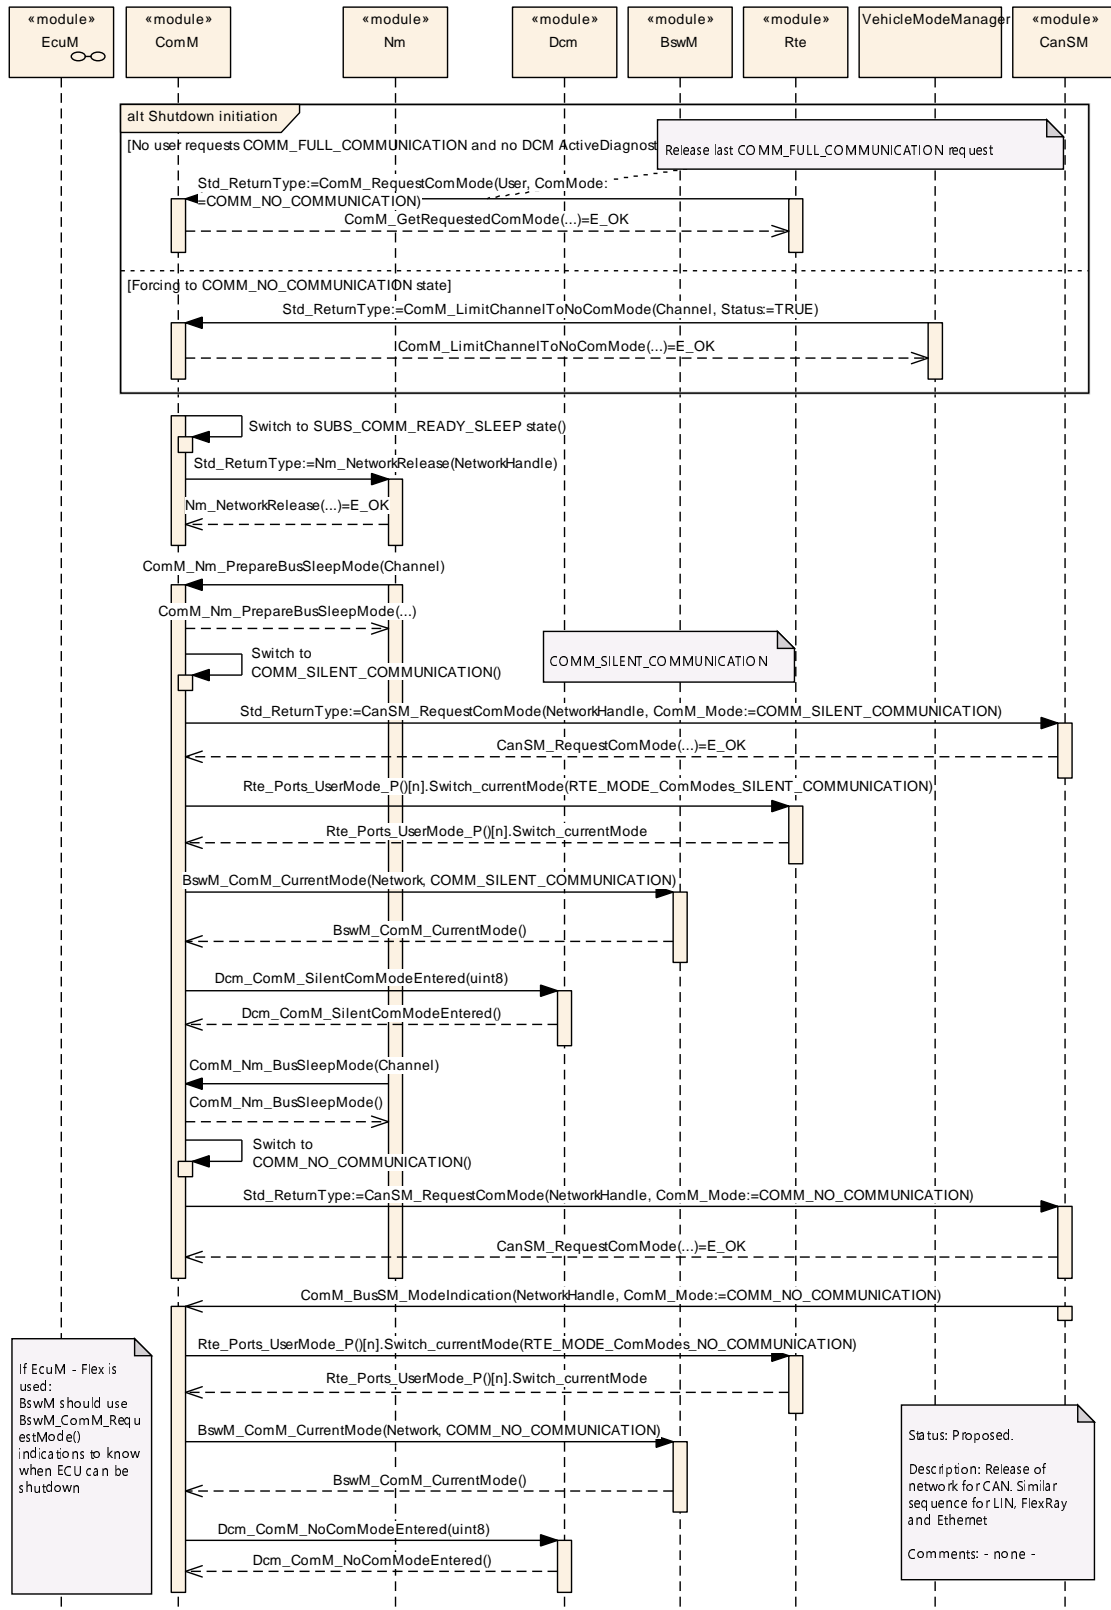 «module»
EcuM
«module»
ComM
«module»
Nm
«module»
Dcm
«module»
BswM
«module»
Rte
VehicleModeManager
«module»
CanSM
alt Shutdown initiation
[No user requests COMM_FULL_COMMUNICATION and no DCM ActiveDiagnost
Release last COMM_FULL_COMMUNICATION request
Std_ReturnType:=ComM_RequestComMode(User, ComMode:
=COMM_NO_COMMUNICATION)
ComM_GetRequestedComMode(...)=E_OK
[Forcing to COMM_NO_COMMUNICATION state]
Std_ReturnType:=ComM_LimitChannelToNoComMode(Channel, Status:=TRUE)
ComM_LimitChannelToNoComMode(...)=E_OK
Switch to SUBS_COMM_READY_SLEEP state()
Std_ReturnType:=Nm_NetworkRelease(NetworkHandle)
Nm_NetworkRelease(...)=E_OK
ComM_Nm_PrepareBusSleepMode(Channel)
ComM_Nm_PrepareBusSleepMode(...)
Switch to
COMM_SILENT_COMMUNICATION()
COMM_SILENT_COMMUNICATION
Std_ReturnType:=CanSM_RequestComMode(NetworkHandle, ComM_Mode:=COMM_SILENT_COMMUNICATION)
CanSM_RequestComMode(...)=E_OK
Rte_Ports_UserMode_P()[n].Switch_currentMode(RTE_MODE_ComModes_SILENT_COMMUNICATION)
Rte_Ports_UserMode_P()[n].Switch_currentMode
BswM_ComM_CurrentMode(Network, COMM_SILENT_COMMUNICATION)
BswM_ComM_CurrentMode()
Dcm_ComM_SilentComModeEntered(uint8)
Dcm_ComM_SilentComModeEntered()
ComM_Nm_BusSleepMode(Channel)
ComM_Nm_BusSleepMode()
Switch to
COMM_NO_COMMUNICATION()
Std_ReturnType:=CanSM_RequestComMode(NetworkHandle, ComM_Mode:=COMM_NO_COMMUNICATION)
CanSM_RequestComMode(...)=E_OK
ComM_BusSM_ModeIndication(NetworkHandle, ComM_Mode:=COMM_NO_COMMUNICATION)
Rte_Ports_UserMode_P()[n].Switch_currentMode(RTE_MODE_ComModes_NO_COMMUNICATION)
Rte_Ports_UserMode_P()[n].Switch_currentMode
If EcuM - Flex is
used:
BswM should use
BswM_ComM_Requ
estMode()
indications to know
when ECU can be
shutdown
BswM_ComM_CurrentMode(Network, COMM_NO_COMMUNICATION)
BswM_ComM_CurrentMode()
Dcm_ComM_NoComModeEntered(uint8)
Dcm_ComM_NoComModeEntered()
Status: Proposed.
Description: Release of
network for CAN. Similar
sequence for LIN, FlexRay
and Ethernet
Comments: - none -